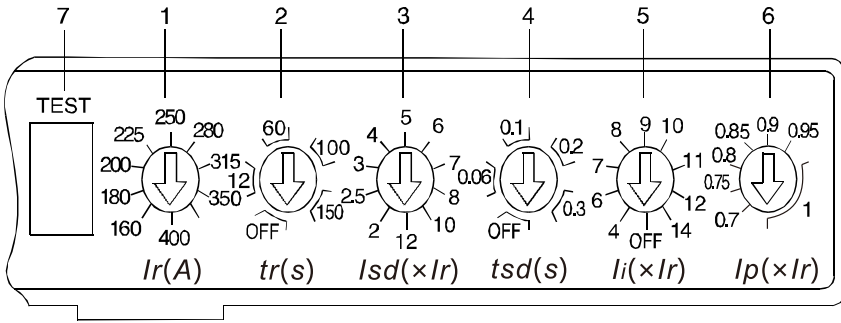 7 1 2 3 4 5 6
TEST
250
225 280
200 315
180 350
160 400
Ir(A)
60
100
12
150
OFF
tr(s)
5
4 6
3 7
2.5 8
2 10
12
Isd(×Ir)
0.1
0.2
0.06
0.3
OFF
tsd(s)
9
8 10
7 11
6 12
4 14
OFF
Ii(×Ir)
0.9
0.85 0.95
0.8
0.75
0.7 1
Ip(×Ir)